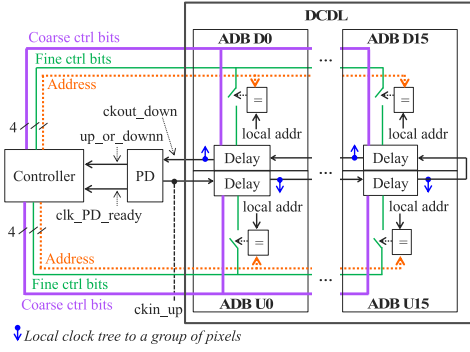 DCDL
Coarse ctrl bits
ADB D0
ADB D15
Fine ctrl bits
...
Address
=
=
4
ckout_down
up_or_downn
local addr
local addr
Controller
PD
Delay
Delay
Delay
Delay
...
clk_PD_ready
local addr
local addr
4
=
=
Address
Fine ctrl bits
...
Coarse ctrl bits
ckin_up
ADB U0
ADB U15
Local clock tree to a group of pixels